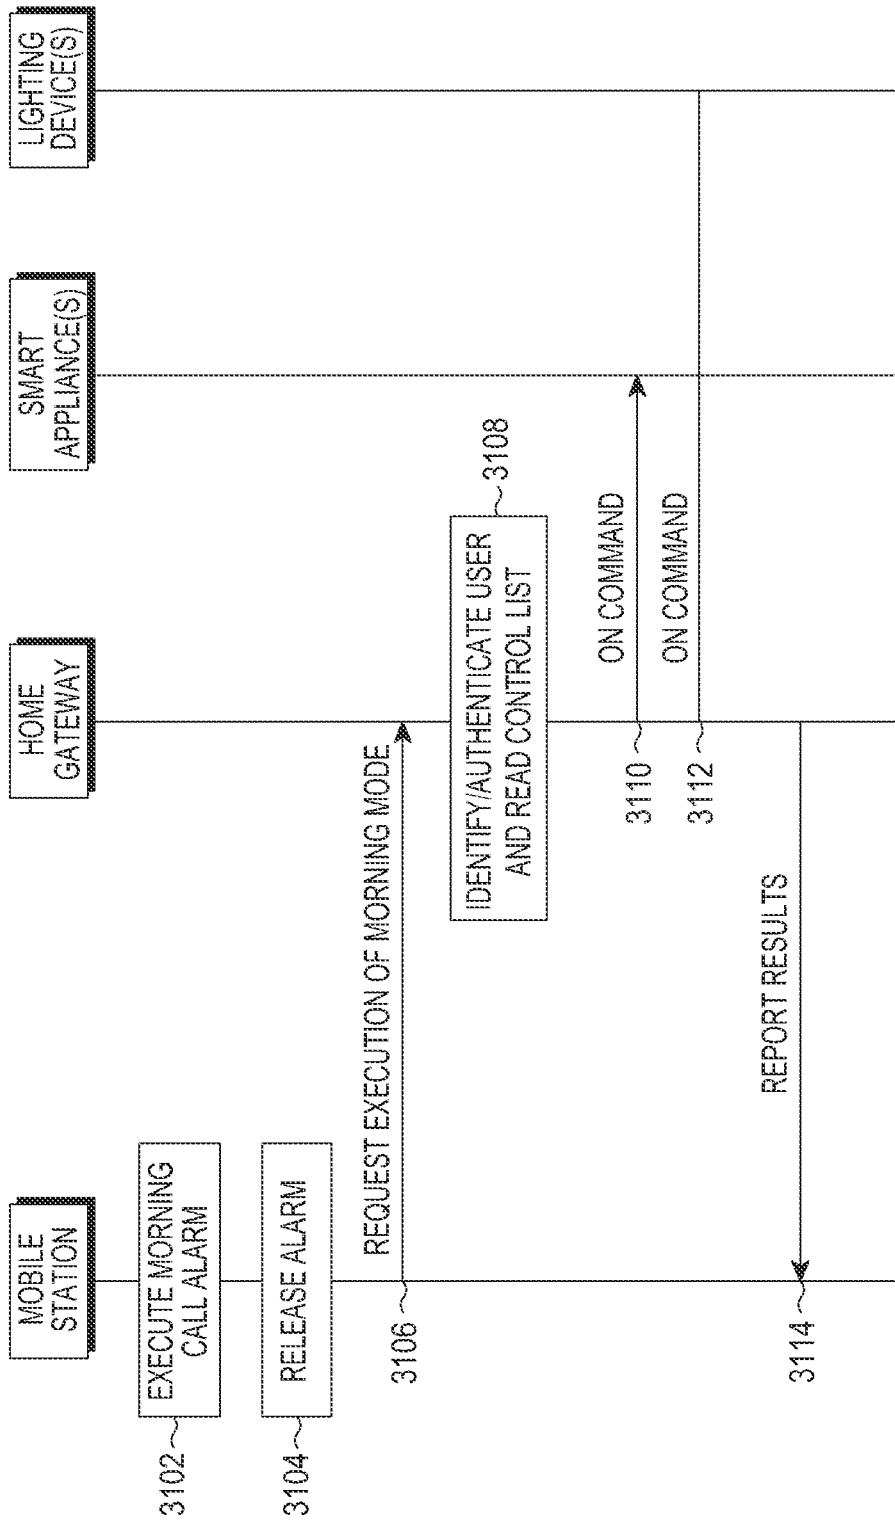 MOBILE
STATION
HOME
GATEWAY
SMART
APPLIANCE(S)
LIGHTING
DEVICE(S)
3102
EXECUTE MORNING
CALL ALARM
3104
RELEASE ALARM
REQUEST EXECUTION OF MORNING MODE
3106
IDENTIFY/AUTHENTICATE USER
AND READ CONTROL LIST
3108
ON COMMAND
3110
ON COMMAND
3112
REPORT RESULTS
3114